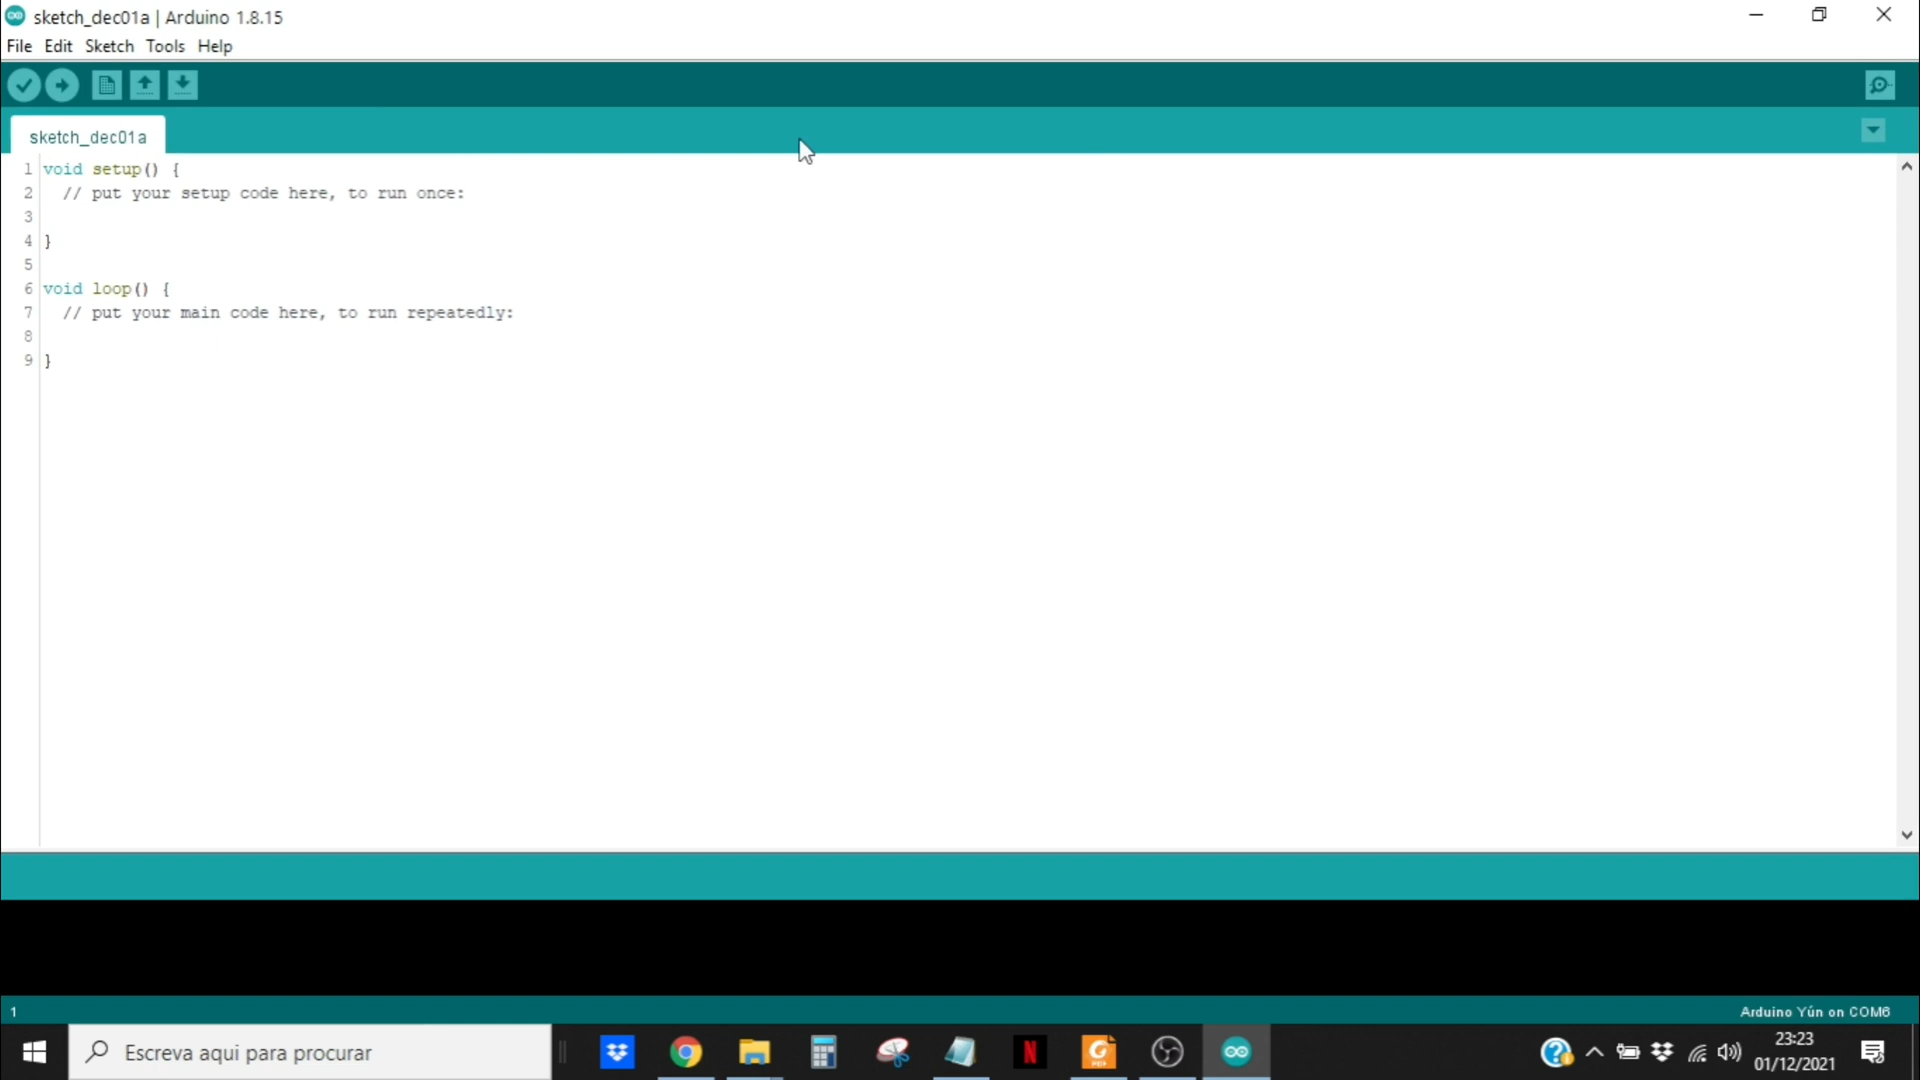 sketch_dec01a | Arduino 1.8.15
File Edit Sketch Tools Help
sketch_dec01a
1 void setup() {
2 // put your setup code here, to run once:
3
4 }
5
6 void loop() {
7 // put your main code here, to run repeatedly:
8
9 }
1
Arduino Yún on COM6
Escreva aqui para procurar
N
G
PDF
23:23
01/12/2021